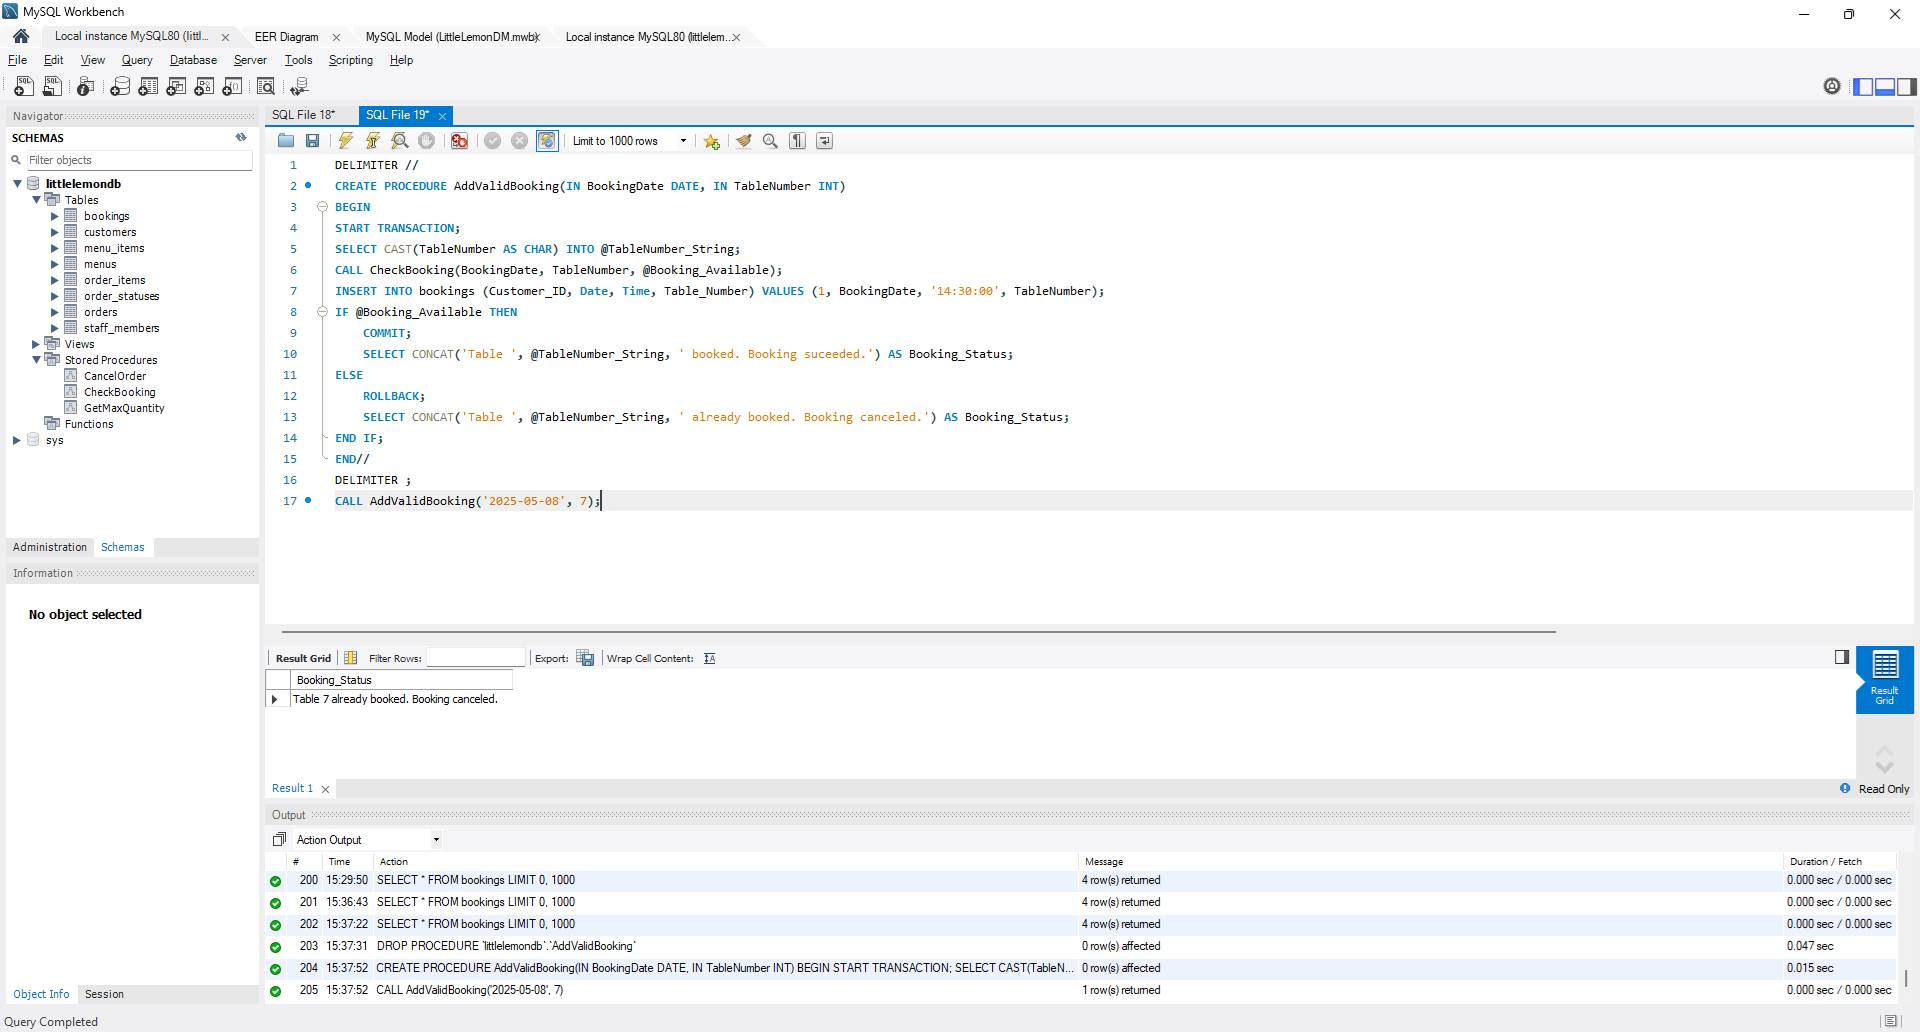 MySQL Workbench
Local instance MySQL80 (littl...
EER Diagram
MySQL Model (LittleLemonDM.mwb)
Local instance MySQL80 (littlelem...
File Edit View Query Database Server Tools Scripting Help
Navigator
SCHEMAS
Filter objects
littlelemondb
Tables
bookings
customers
menu_items
menus
order_items
order_statuses
orders
staff_members
Views
Stored Procedures
CancelOrder
CheckBooking
GetMaxQuantity
Functions
sys
Administration Schemas
Information
No object selected
Object Info Session
SQL File 18*
SQL File 19*
Limit to 1000 rows
1 DELIMITER //
2 CREATE PROCEDURE AddValidBooking(IN BookingDate DATE, IN TableNumber INT)
3 BEGIN
4 START TRANSACTION;
5 SELECT CAST(TableNumber AS CHAR) INTO @TableNumber_String;
6 CALL CheckBooking(BookingDate, TableNumber, @Booking_Available);
7 INSERT INTO bookings (Customer_ID, Date, Time, Table_Number) VALUES (1, BookingDate, '14:30:00', TableNumber);
8 IF @Booking_Available THEN
9 COMMIT;
10 SELECT CONCAT('Table ', @TableNumber_String, ' booked. Booking suceeded.') AS Booking_Status;
11 ELSE
12 ROLLBACK;
13 SELECT CONCAT('Table ', @TableNumber_String, ' already booked. Booking canceled.') AS Booking_Status;
14 END IF;
15 END//
16 DELIMITER ;
17 CALL AddValidBooking('2025-05-08', 7);
Result Grid Filter Rows: Export: Wrap Cell Content:
Booking_Status
Table 7 already booked. Booking canceled.
Result Grid
Result 1
Read Only
Output
Action Output
# Time Action Message Duration / Fetch
200 15:29:50 SELECT * FROM bookings LIMIT 0, 1000 4 row(s) returned 0.000 sec / 0.000 sec
201 15:36:43 SELECT * FROM bookings LIMIT 0, 1000 4 row(s) returned 0.000 sec / 0.000 sec
202 15:37:22 SELECT * FROM bookings LIMIT 0, 1000 4 row(s) returned 0.000 sec / 0.000 sec
203 15:37:31 DROP PROCEDURE `littlelemondb`.`AddValidBooking` 0 row(s) affected 0.047 sec
204 15:37:52 CREATE PROCEDURE AddValidBooking(IN BookingDate DATE, IN TableNumber INT) BEGIN START TRANSACTION; SELECT CAST(TableN... 0 row(s) affected 0.015 sec
205 15:37:52 CALL AddValidBooking('2025-05-08', 7) 1 row(s) returned 0.000 sec / 0.000 sec
Query Completed